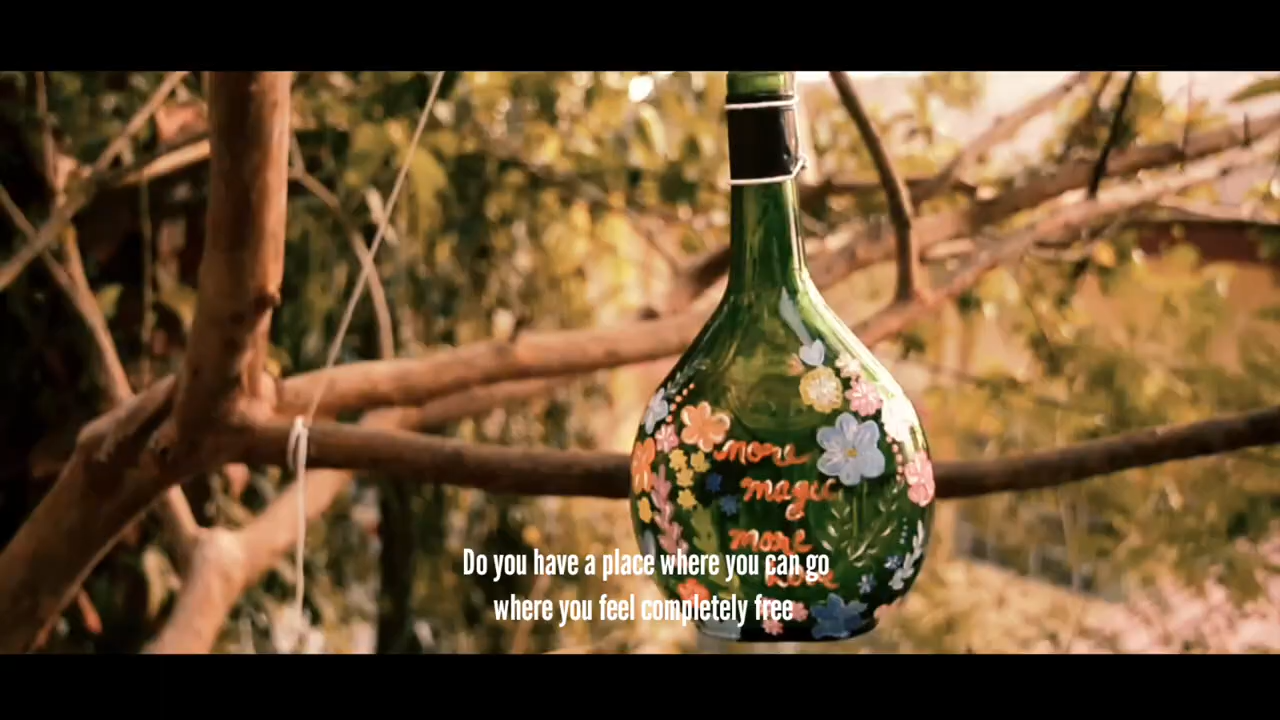 more
magic
more
Do you have a place where you can go
where you feel completely free